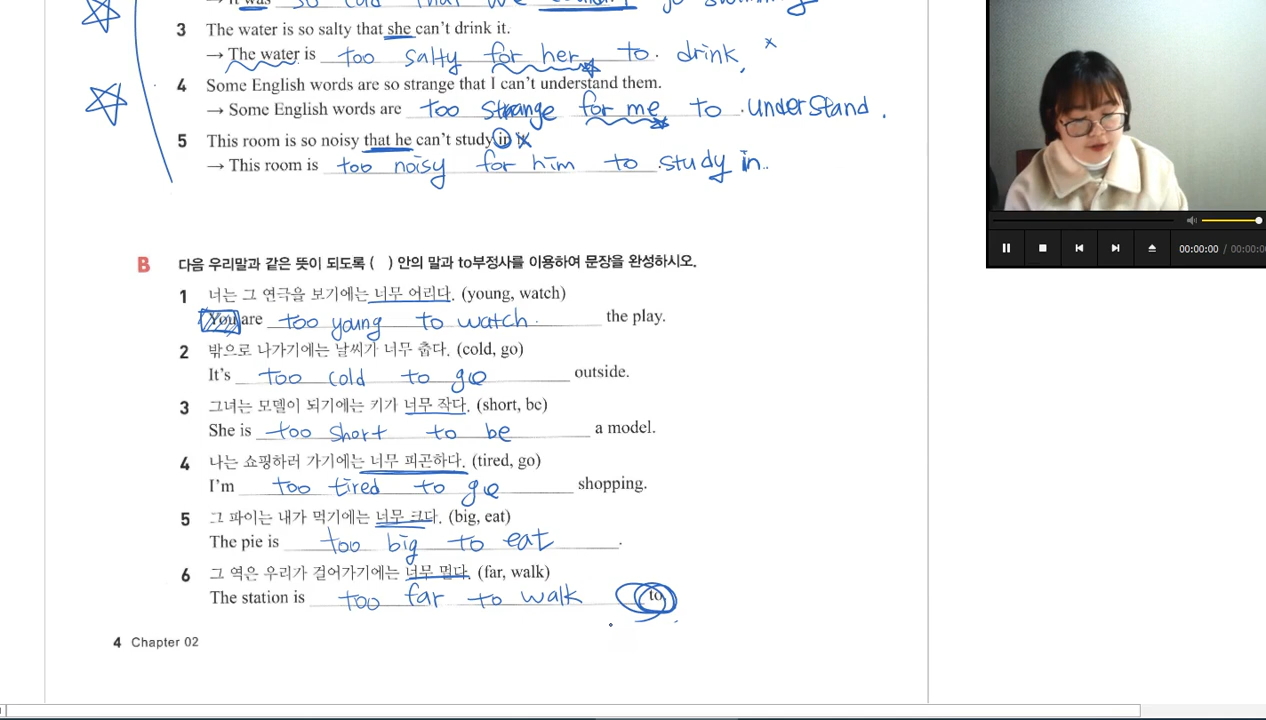 → It was so cold that we couldn't go swimming
3 The water is so salty that she can't drink it.
→ The water is too salty for her to drink.
4 Some English words are so strange that I can't understand them.
→ Some English words are too strange for me to understand.
5 This room is so noisy that he can't study in
→ This room is too noisy for him to study in.
B 다음 우리말과 같은 뜻이 되도록 ( ) 안의 말과 to부정사를 이용하여 문장을 완성하시오.
1 너는 그 연극을 보기에는 너무 어리다. (young, watch)
You are too young to watch the play.
2 밖으로 나가기에는 날씨가 너무 춥다. (cold, go)
It's too cold to go outside.
3 그녀는 모델이 되기에는 키가 너무 작다. (short, be)
She is too short to be a model.
4 나는 쇼핑하러 가기에는 너무 피곤하다. (tired, go)
I'm too tired to go shopping.
5 그 파이는 내가 먹기에는 너무 크다. (big, eat)
The pie is too big to eat.
6 그 역은 우리가 걸어가기에는 너무 멀다. (far, walk)
The station is too far to walk to.
4 Chapter 02
00:00:00 / 00:00:0